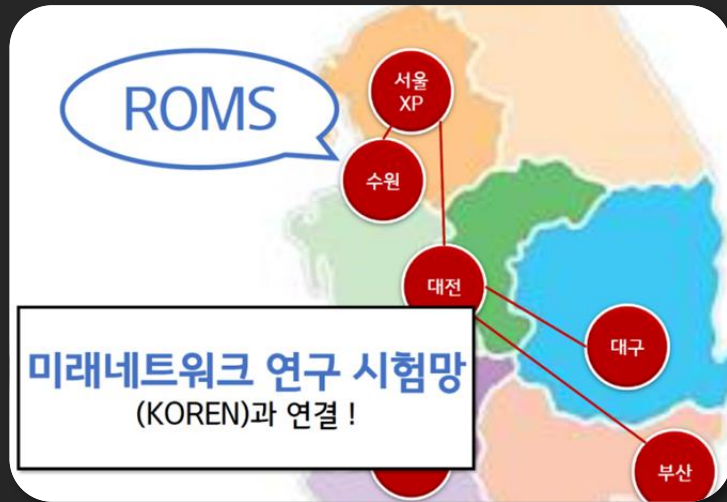 ROMS
서울
XP
수원
대전
대구
부산
미래네트워크 연구 시험망
(KOREN)과 연결 !